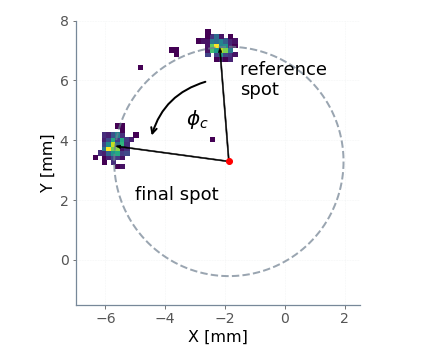 8
6
4
2
0
Y [mm]
reference
spot
ϕc
final spot
−6 −4 −2 0 2
X [mm]